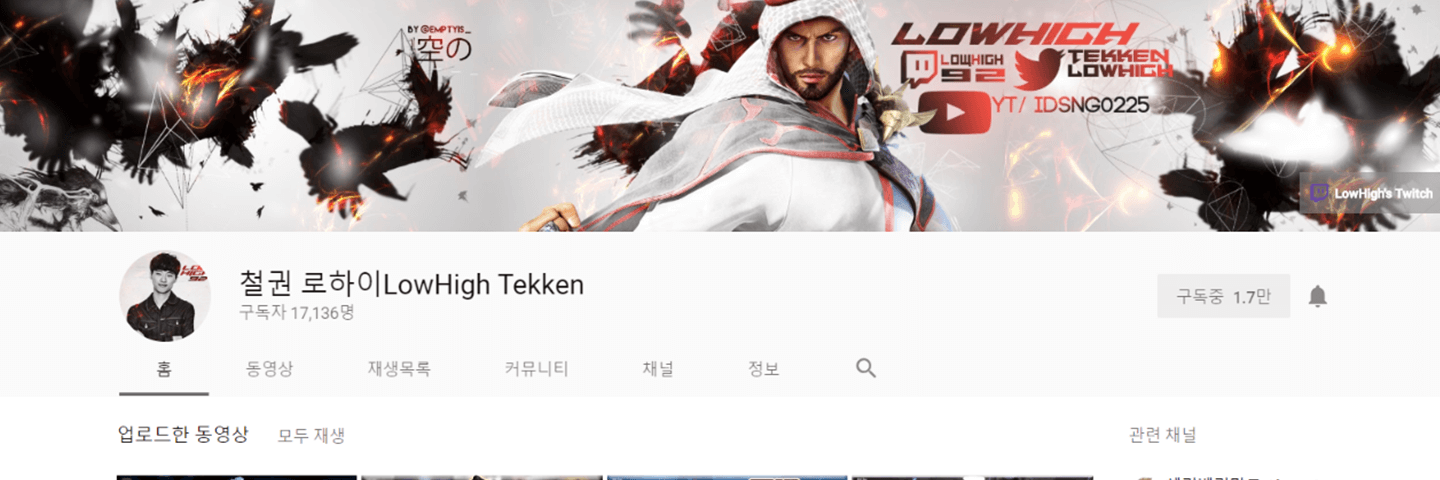 BY @EMPTYIS_
空の
LOWHIGH
LOWHIGH
92
TEKKEN
LOWHIGH
YT/ IDSNG0225
LowHigh's Twitch
철권 로하이LowHigh Tekken
구독자 17,136명
구독중 1.7만
홈 동영상 재생목록 커뮤니티 채널 정보
업로드한 동영상 모두 재생
관련 채널